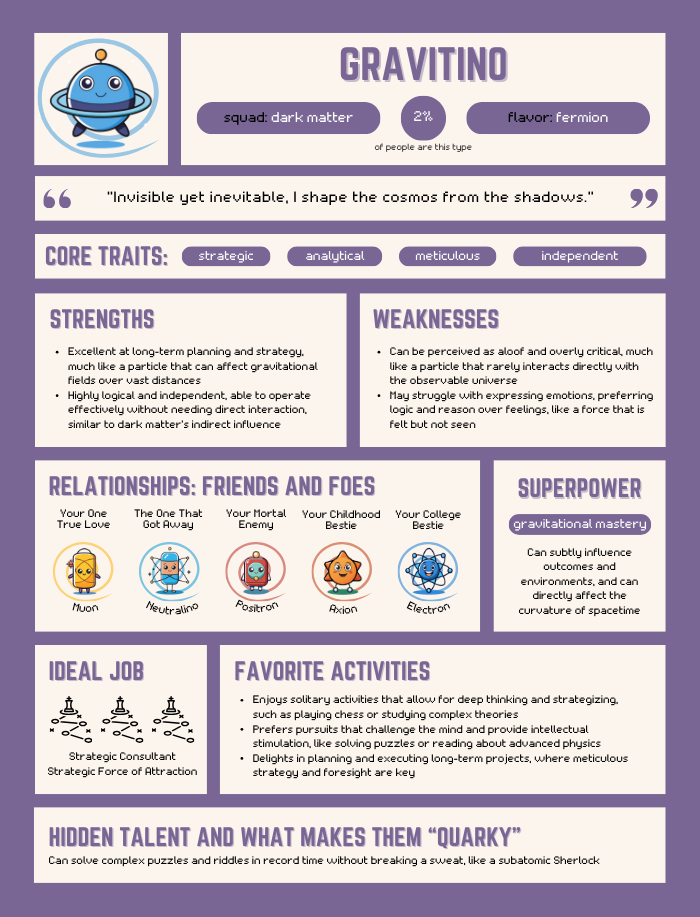 GRAVITINO
squad: dark matter
2%
flavor: fermion
of people are this type
"Invisible yet inevitable, I shape the cosmos from the shadows."
CORE TRAITS:
strategic
analytical
meticulous
independent
STRENGTHS
• Excellent at long-term planning and strategy,
much like a particle that can affect gravitational
fields over vast distances
• Highly logical and independent, able to operate
effectively without needing direct interaction,
similar to dark matter's indirect influence
WEAKNESSES
• Can be perceived as aloof and overly critical, much
like a particle that rarely interacts directly with
the observable universe
• May struggle with expressing emotions, preferring
logic and reason over feelings, like a force that is
felt but not seen
RELATIONSHIPS: FRIENDS AND FOES
Your One
True Love
Muon
The One That
Got Away
Neutralino
Your Mortal
Enemy
Positron
Your Childhood
Bestie
Axion
Your College
Bestie
Electron
SUPERPOWER
gravitational mastery
Can subtly influence
outcomes and
environments, and can
directly affect the
curvature of spacetime
IDEAL JOB
Strategic Consultant
Strategic Force of Attraction
FAVORITE ACTIVITIES
• Enjoys solitary activities that allow for deep thinking and strategizing,
such as playing chess or studying complex theories
• Prefers pursuits that challenge the mind and provide intellectual
stimulation, like solving puzzles or reading about advanced physics
• Delights in planning and executing long-term projects, where meticulous
strategy and foresight are key
HIDDEN TALENT AND WHAT MAKES THEM “QUARKY”
Can solve complex puzzles and riddles in record time without breaking a sweat, like a subatomic Sherlock